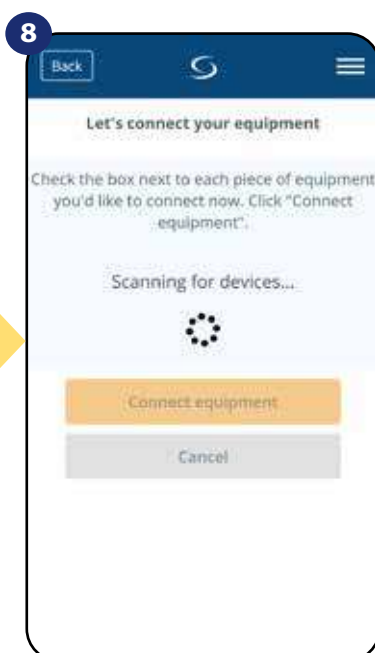 8
Back
Let's connect your equipment
Check the box next to each piece of equipment
you'd like to connect now. Click "Connect
equipment".
Scanning for devices...
Connect equipment
Cancel